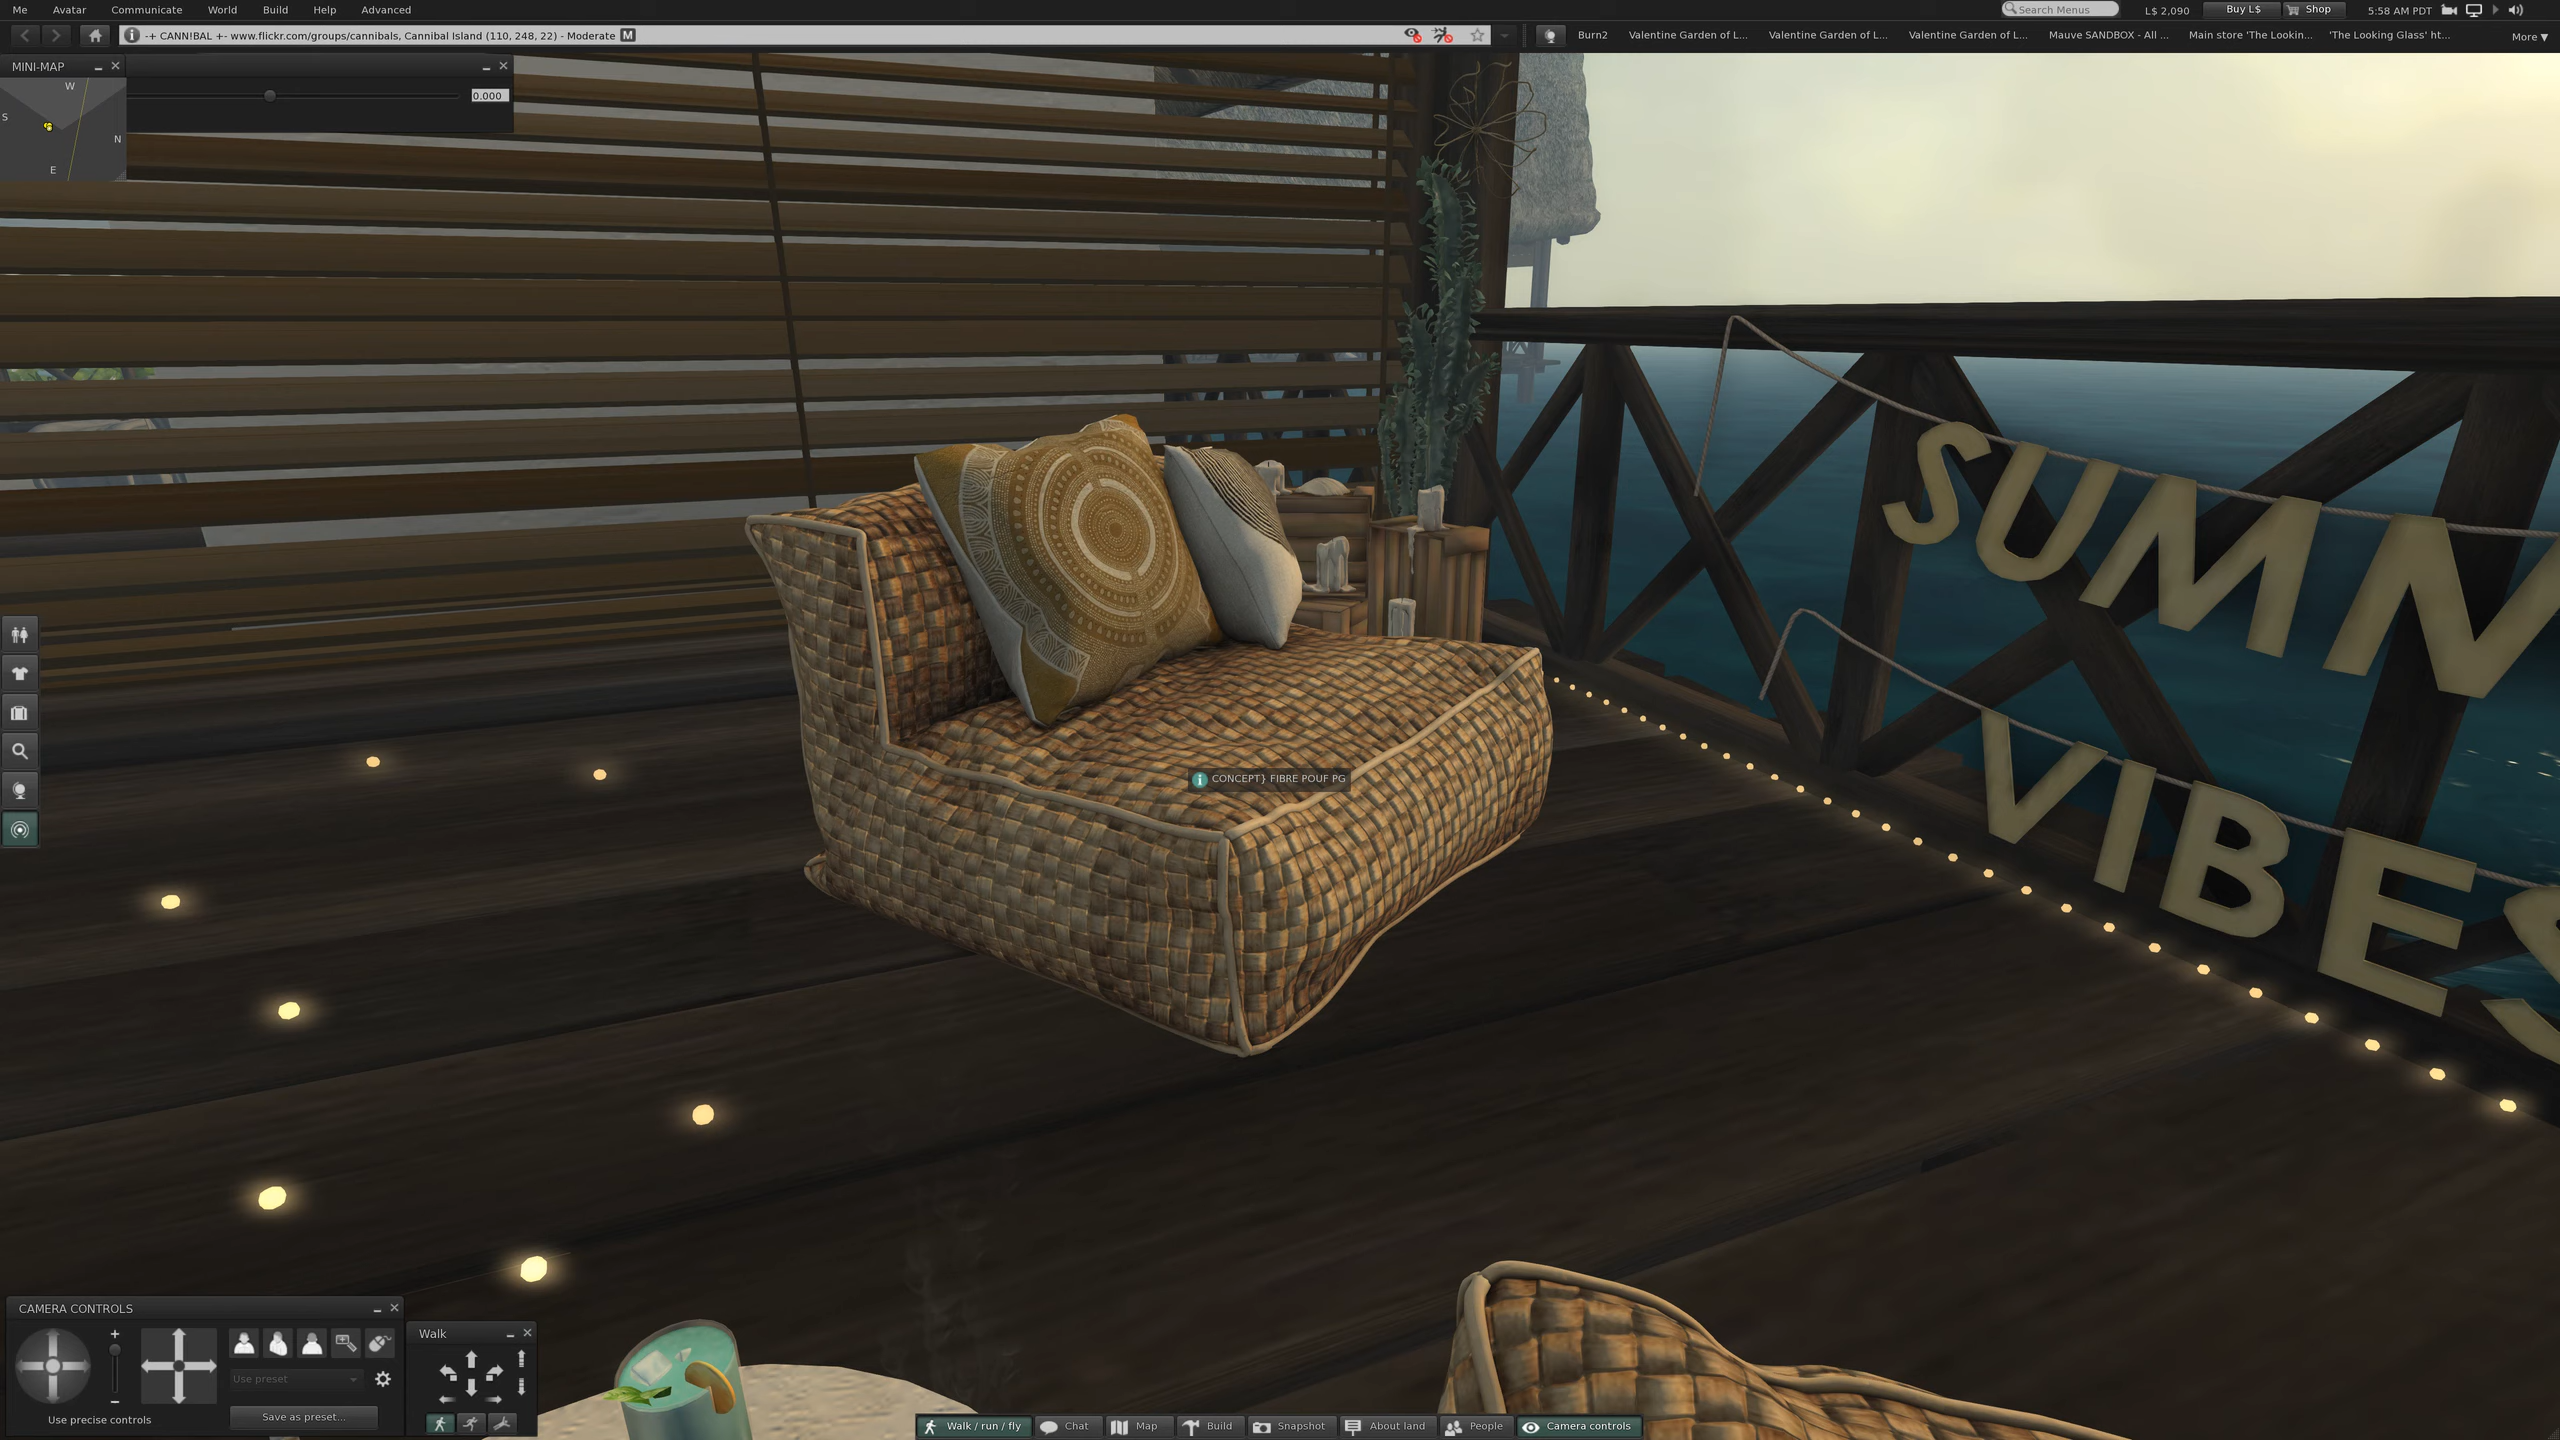 Me Avatar Communicate World Build Help Advanced Search Menus L$ 2,090 Buy L$ Shop 5:58 AM PDT
-+ CANN!BAL +- www.flickr.com/groups/cannibals, Cannibal Island (110, 248, 22) - Moderate M Burn2 Valentine Garden of L... Valentine Garden of L... Valentine Garden of L... Mauve SANDBOX - All ... Main store 'The Lookin... 'The Looking Glass' ht... More ▼
MINI-MAP
W
0.000
S
N
E
SUMN
CONCEPT} FIBRE POUF PG
VIBES
CAMERA CONTROLS
Walk
Use preset
Use precise controls
Save as preset...
Walk / run / fly Chat Map Build Snapshot About land People Camera controls